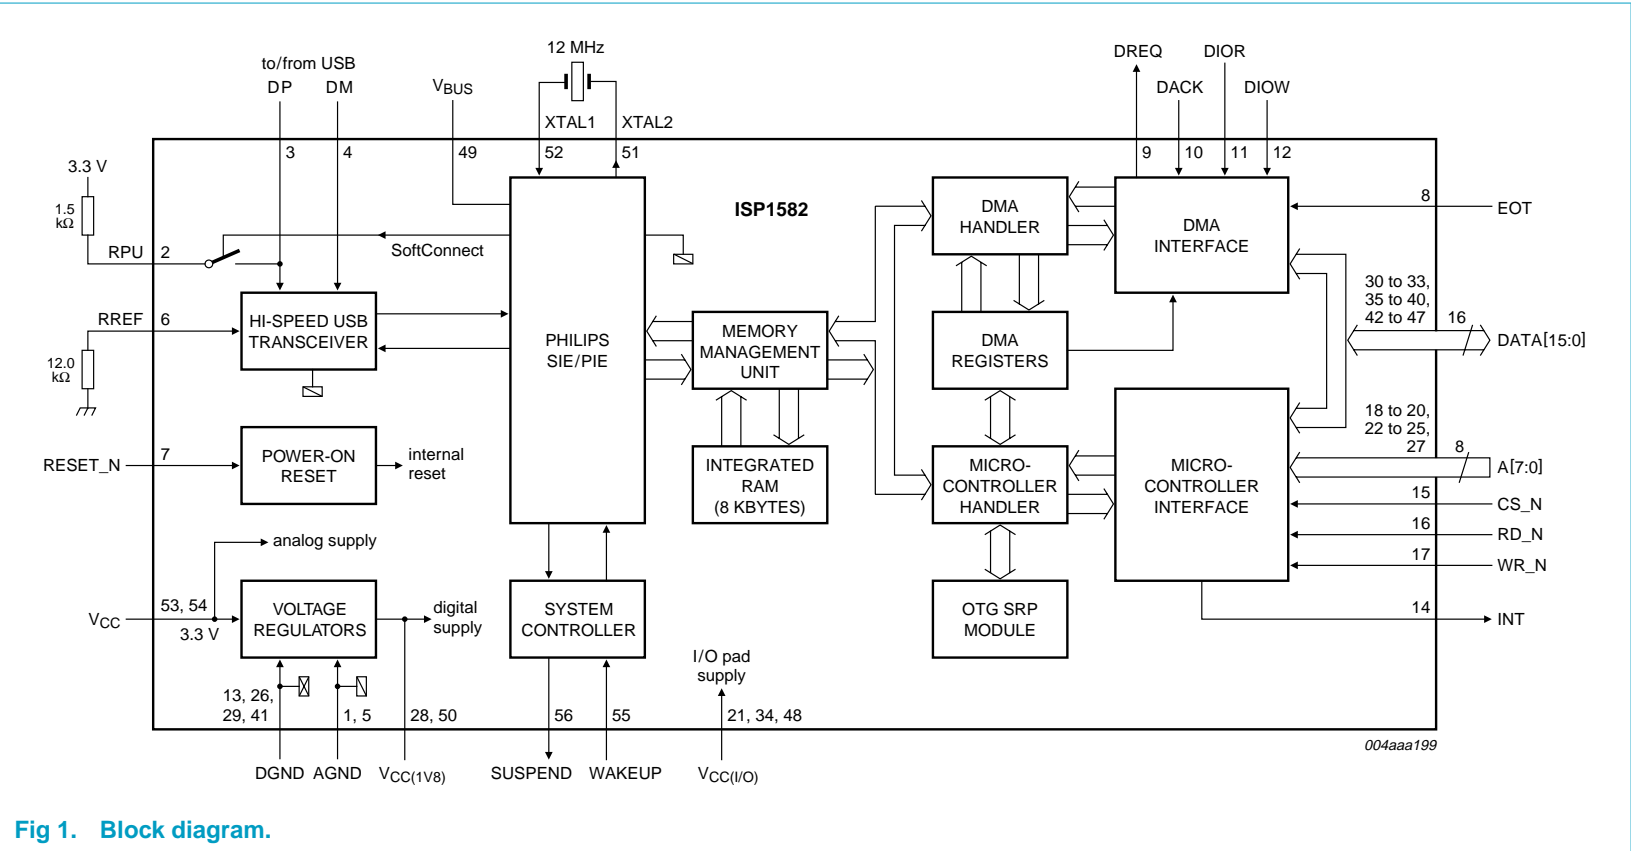 to/from USB
DP
DM
VBUS
12 MHz
XTAL1
XTAL2
DREQ
DACK
DIOR
DIOW
3
4
49
52
51
9
10
11
12
3.3 V
1.5
kΩ
RPU
2
SoftConnect
ISP1582
DMA
HANDLER
DMA
INTERFACE
8
EOT
RREF
6
12.0
kΩ
HI-SPEED USB
TRANSCEIVER
PHILIPS
SIE/PIE
MEMORY
MANAGEMENT
UNIT
DMA
REGISTERS
30 to 33,
35 to 40,
42 to 47
16
DATA[15:0]
RESET_N
7
POWER-ON
RESET
internal
reset
INTEGRATED
RAM
(8 KBYTES)
MICRO-
CONTROLLER
HANDLER
MICRO-
CONTROLLER
INTERFACE
18 to 20,
22 to 25,
27
8
A[7:0]
15
CS_N
16
RD_N
17
WR_N
analog supply
VCC
53, 54
3.3 V
VOLTAGE
REGULATORS
digital
supply
SYSTEM
CONTROLLER
OTG SRP
MODULE
14
INT
I/O pad
supply
13, 26,
29, 41
1, 5
28, 50
56
55
21, 34, 48
004aaa199
DGND
AGND
VCC(1V8)
SUSPEND
WAKEUP
VCC(I/O)
Fig 1. Block diagram.